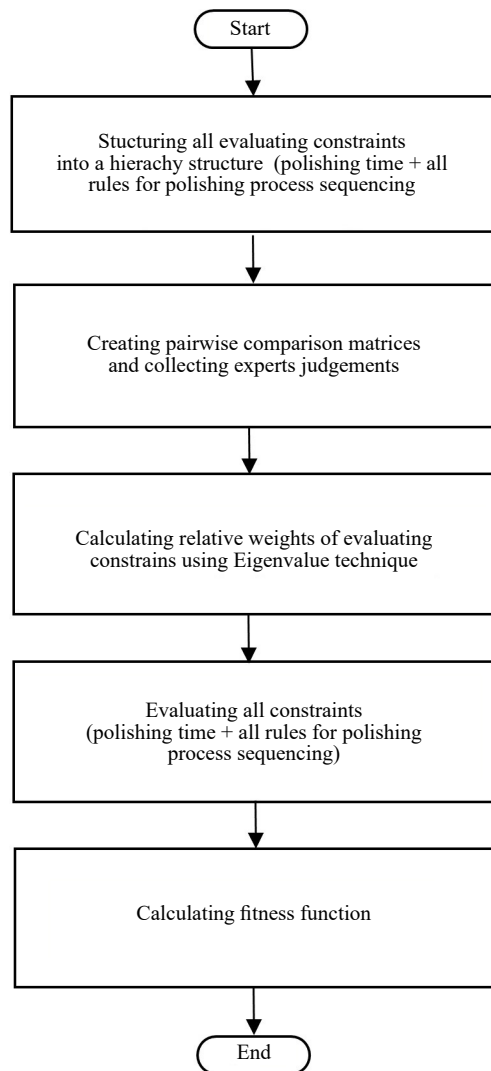 Start
Stucturing all evaluating constraints
into a hierachy structure  (polishing time + all
rules for polishing process sequencing
Creating pairwise comparison matrices
and collecting experts judgements
Calculating relative weights of evaluating
constrains using Eigenvalue technique
Evaluating all constraints
(polishing time + all rules for polishing
process sequencing)
Calculating fitness function
End